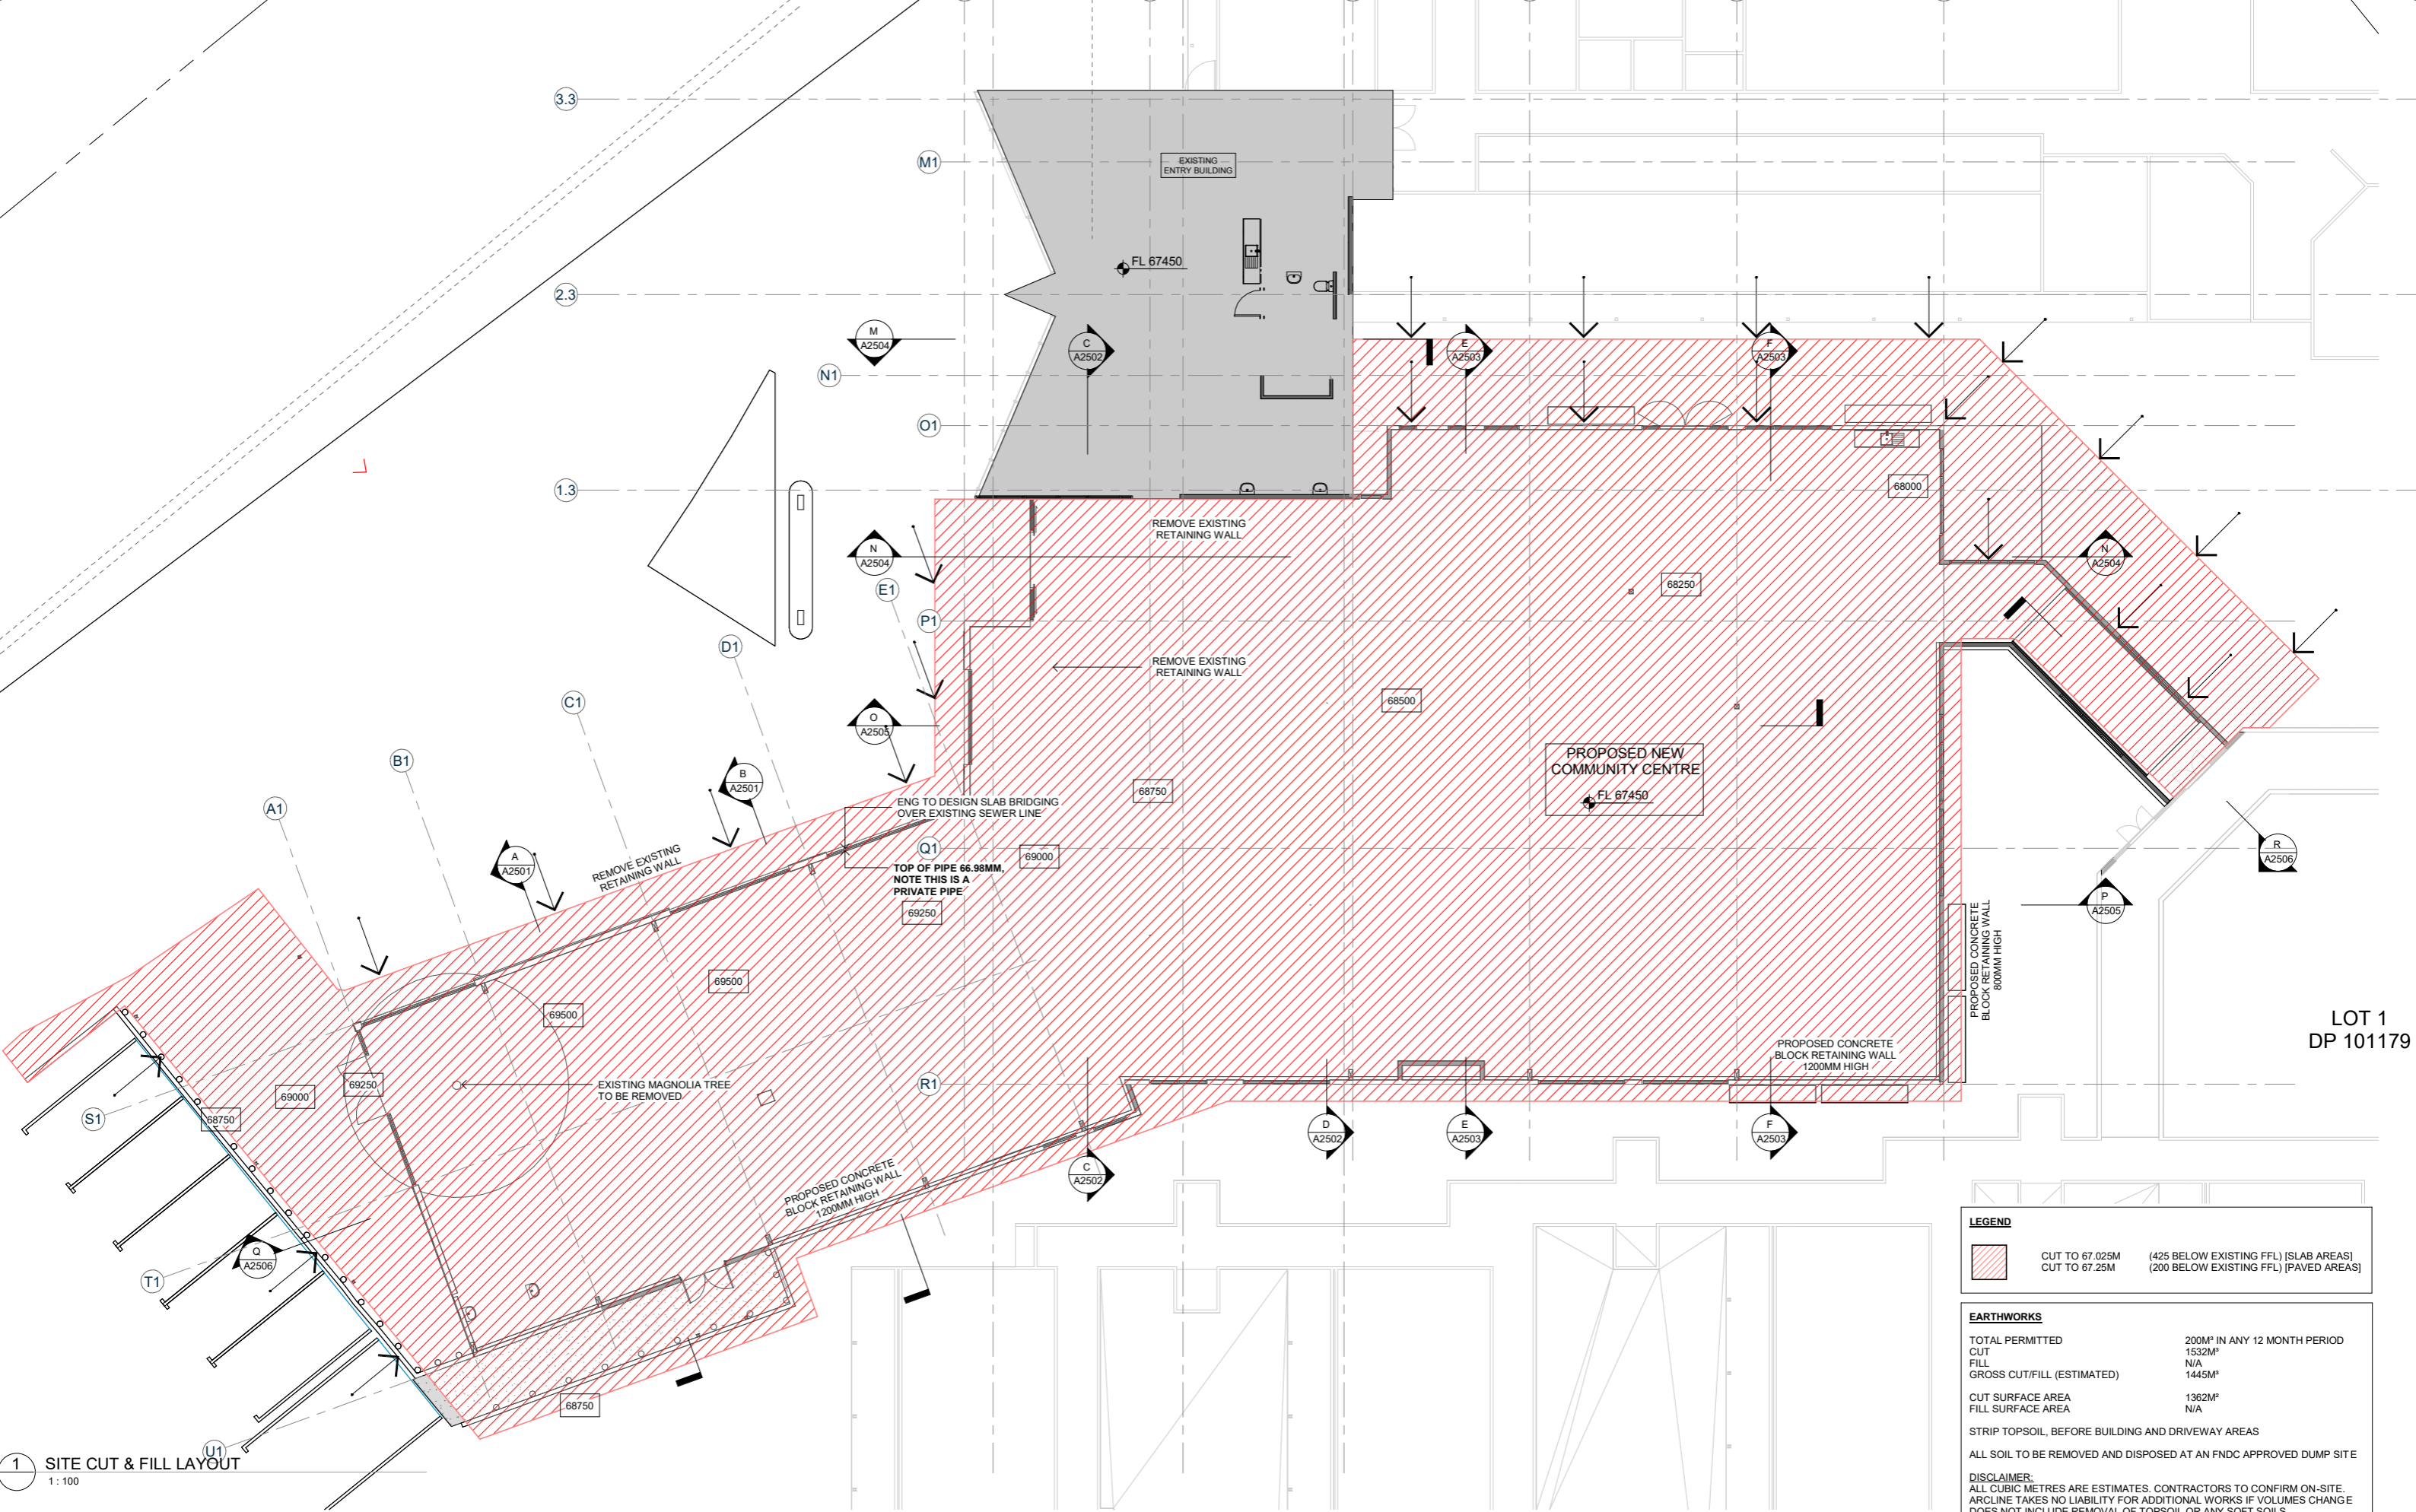 3.3
M1
EXISTING
ENTRY BUILDING
FL 67450
2.3
M
A2504
C
A2502
E
A2503
F
A2503
N1
O1
1.3
68000
REMOVE EXISTING
RETAINING WALL
N
A2504
N
A2504
E1
68250
P1
D1
REMOVE EXISTING
RETAINING WALL
C1
68500
O
A2505
B1
PROPOSED NEW
COMMUNITY CENTRE
FL 67450
B
A2501
68750
A1
ENG TO DESIGN SLAB BRIDGING
OVER EXISTING SEWER LINE
Q1
69000
A
A2501
REMOVE EXISTING
RETAINING WALL
TOP OF PIPE 66.98MM,
NOTE THIS IS A
PRIVATE PIPE
69250
R
A2506
P
A2505
PROPOSED CONCRETE
BLOCK RETAINING WALL
800MM HIGH
69500
69500
LOT 1
DP 101179
PROPOSED CONCRETE
BLOCK RETAINING WALL
1200MM HIGH
69250
69000
EXISTING MAGNOLIA TREE
TO BE REMOVED
R1
S1
68750
D
A2502
E
A2503
F
A2503
C
A2502
PROPOSED CONCRETE
BLOCK RETAINING WALL
1200MM HIGH
Q
A2506
T1
68750
U1
1
SITE CUT & FILL LAYOUT
1 : 100
LEGEND
CUT TO 67.025M (425 BELOW EXISTING FFL) [SLAB AREAS]
CUT TO 67.25M (200 BELOW EXISTING FFL) [PAVED AREAS]
EARTHWORKS
TOTAL PERMITTED 200M³ IN ANY 12 MONTH PERIOD
CUT 1532M³
FILL N/A
GROSS CUT/FILL (ESTIMATED) 1445M³
CUT SURFACE AREA 1362M²
FILL SURFACE AREA N/A
STRIP TOPSOIL, BEFORE BUILDING AND DRIVEWAY AREAS
ALL SOIL TO BE REMOVED AND DISPOSED AT AN FNDC APPROVED DUMP SITE
DISCLAIMER:
ALL CUBIC METRES ARE ESTIMATES. CONTRACTORS TO CONFIRM ON-SITE.
ARCLINE TAKES NO LIABILITY FOR ADDITIONAL WORKS IF VOLUMES CHANGE
DOES NOT INCLUDE REMOVAL OF TOPSOIL OR ANY SOFT SOILS